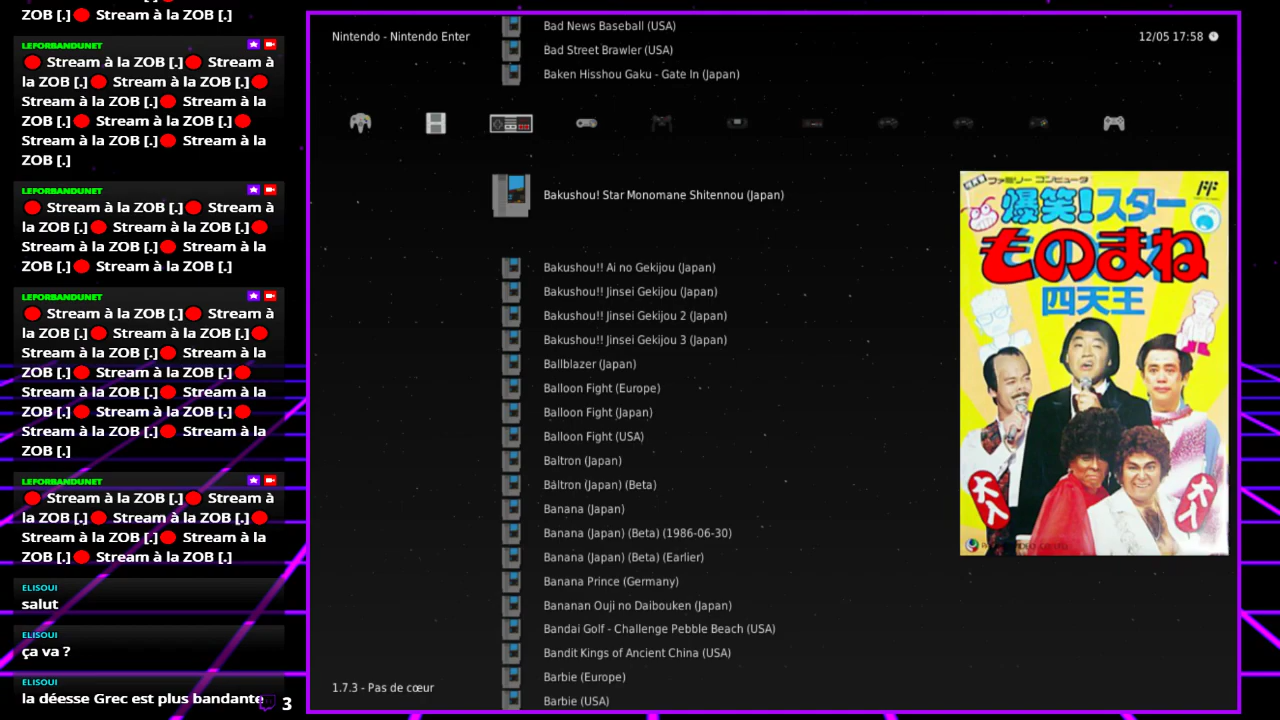 ZOB [.] Stream à la ZOB [.]
LEFORBANDUNET
Stream à la ZOB [.] Stream à
la ZOB [.] Stream à la ZOB [.]
Stream à la ZOB [.] Stream à la
ZOB [.] Stream à la ZOB [.]
Stream à la ZOB [.] Stream à la
ZOB [.]
LEFORBANDUNET
Stream à la ZOB [.] Stream à
la ZOB [.] Stream à la ZOB [.]
Stream à la ZOB [.] Stream à la
ZOB [.] Stream à la ZOB [.]
LEFORBANDUNET
Stream à la ZOB [.] Stream à
la ZOB [.] Stream à la ZOB [.]
Stream à la ZOB [.] Stream à la
ZOB [.] Stream à la ZOB [.]
Stream à la ZOB [.] Stream à la
ZOB [.] Stream à la ZOB [.]
Stream à la ZOB [.] Stream à la
ZOB [.]
LEFORBANDUNET
Stream à la ZOB [.] Stream à
la ZOB [.] Stream à la ZOB [.]
Stream à la ZOB [.] Stream à la
ZOB [.] Stream à la ZOB [.]
ELISOUI
salut
ELISOUI
ça va ?
ELISOUI
la déesse Grec est plus bandante
3
Nintendo - Nintendo Enter
12/05 17:58
Bad News Baseball (USA)
Bad Street Brawler (USA)
Baken Hisshou Gaku - Gate In (Japan)
Bakushou! Star Monomane Shitennou (Japan)
Bakushou!! Ai no Gekijou (Japan)
Bakushou!! Jinsei Gekijou (Japan)
Bakushou!! Jinsei Gekijou 2 (Japan)
Bakushou!! Jinsei Gekijou 3 (Japan)
Ballblazer (Japan)
Balloon Fight (Europe)
Balloon Fight (Japan)
Balloon Fight (USA)
Baltron (Japan)
Baltron (Japan) (Beta)
Banana (Japan)
Banana (Japan) (Beta) (1986-06-30)
Banana (Japan) (Beta) (Earlier)
Banana Prince (Germany)
Bananan Ouji no Daibouken (Japan)
Bandai Golf - Challenge Pebble Beach (USA)
Bandit Kings of Ancient China (USA)
Barbie (Europe)
Barbie (USA)
1.7.3 - Pas de cœur
ファミリーコンピュータ
爆笑!スター
ものまね
四天王
大入
大入